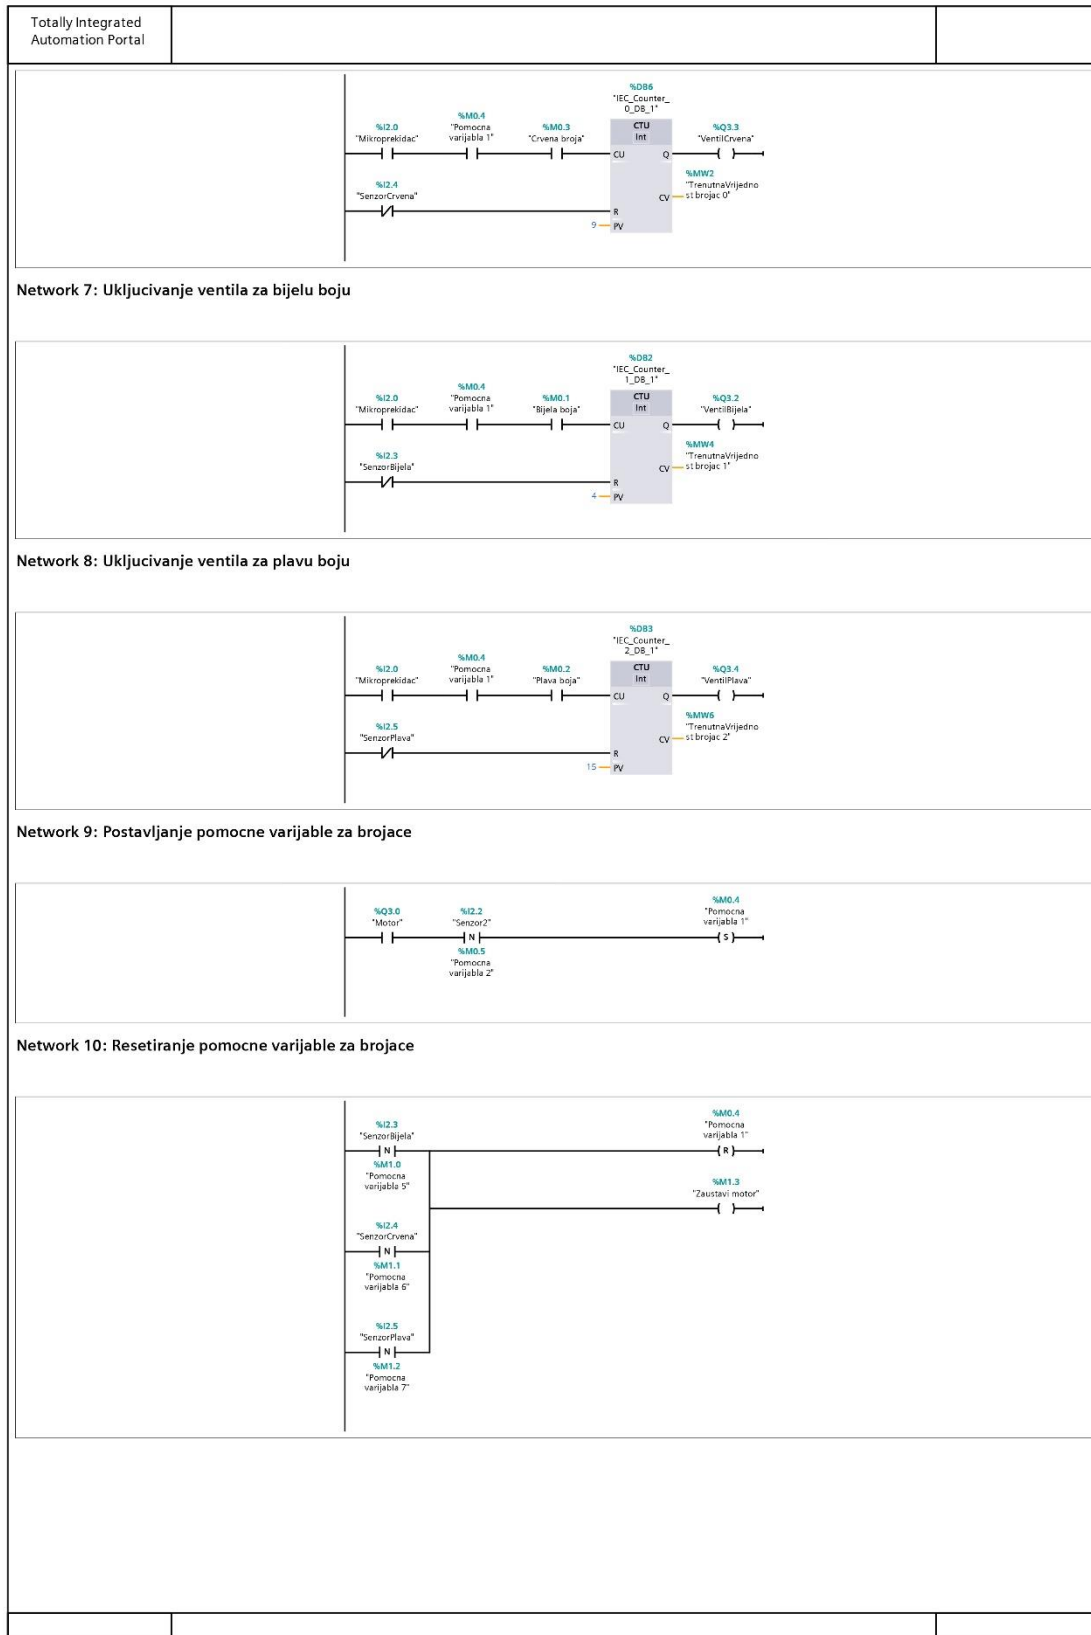 Totally Integrated
Automation Portal
%DB6
"IEC_Counter_
0_DB_1"
%I2.0
"Mikroprekidac"
%M0.4
"Pomocna
varijabla 1"
%M0.3
"Crvena broja"
CTU
Int
%Q3.3
"VentilCrvena"
CU
Q
%MW2
"TrenutnaVrijedno
st brojac 0"
CV
%I2.4
"SenzorCrvena"
R
9
PV
Network 7: Ukljucivanje ventila za bijelu boju
%DB2
"IEC_Counter_
1_DB_1"
%I2.0
"Mikroprekidac"
%M0.4
"Pomocna
varijabla 1"
%M0.1
"Bijela boja"
CTU
Int
%Q3.2
"VentilBijela"
CU
Q
%MW4
"TrenutnaVrijedno
st brojac 1"
CV
%I2.3
"SenzorBijela"
R
4
PV
Network 8: Ukljucivanje ventila za plavu boju
%DB3
"IEC_Counter_
2_DB_1"
%I2.0
"Mikroprekidac"
%M0.4
"Pomocna
varijabla 1"
%M0.2
"Plava boja"
CTU
Int
%Q3.4
"VentilPlava"
CU
Q
%MW6
"TrenutnaVrijedno
st brojac 2"
CV
%I2.5
"SenzorPlava"
R
15
PV
Network 9: Postavljanje pomocne varijable za brojace
%Q3.0
"Motor"
%I2.2
"Senzor2"
N
%M0.5
"Pomocna
varijabla 2"
%M0.4
"Pomocna
varijabla 1"
S
Network 10: Resetiranje pomocne varijable za brojace
%I2.3
"SenzorBijela"
N
%M1.0
"Pomocna
varijabla 5"
%M0.4
"Pomocna
varijabla 1"
R
%M1.3
"Zaustavi motor"
%I2.4
"SenzorCrvena"
N
%M1.1
"Pomocna
varijabla 6"
%I2.5
"SenzorPlava"
N
%M1.2
"Pomocna
varijabla 7"